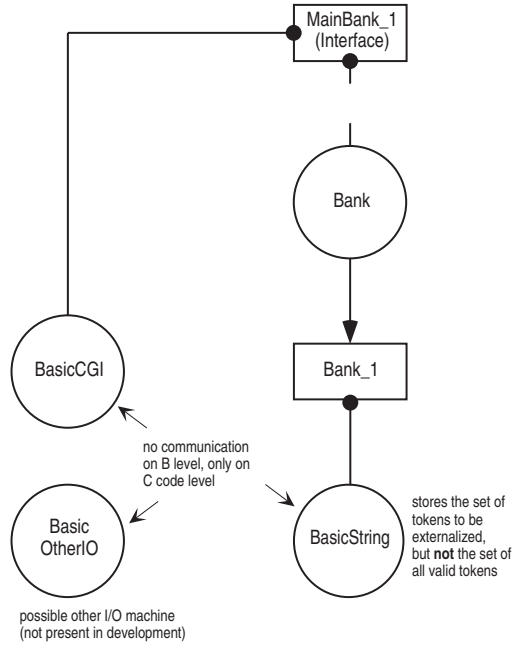 MainBank_1
(Interface)
Bank
BasicCGI
Bank_1
no communication
on B level, only on
C code level
Basic
OtherIO
BasicString
stores the set of
tokens to be
externalized,
but not the set of
all valid tokens
possible other I/O machine
(not present in development)